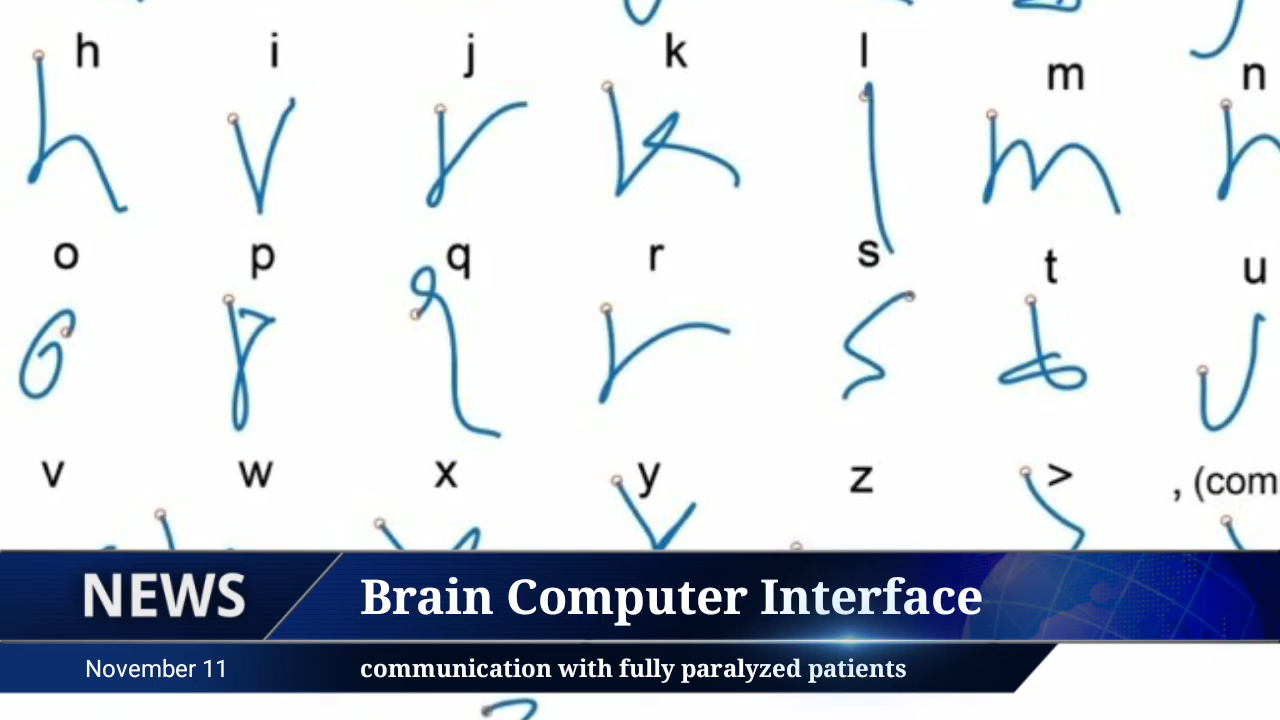 h i j k l m n
o p q r s t u
v w x y z > , (com
NEWS Brain Computer Interface
November 11 communication with fully paralyzed patients